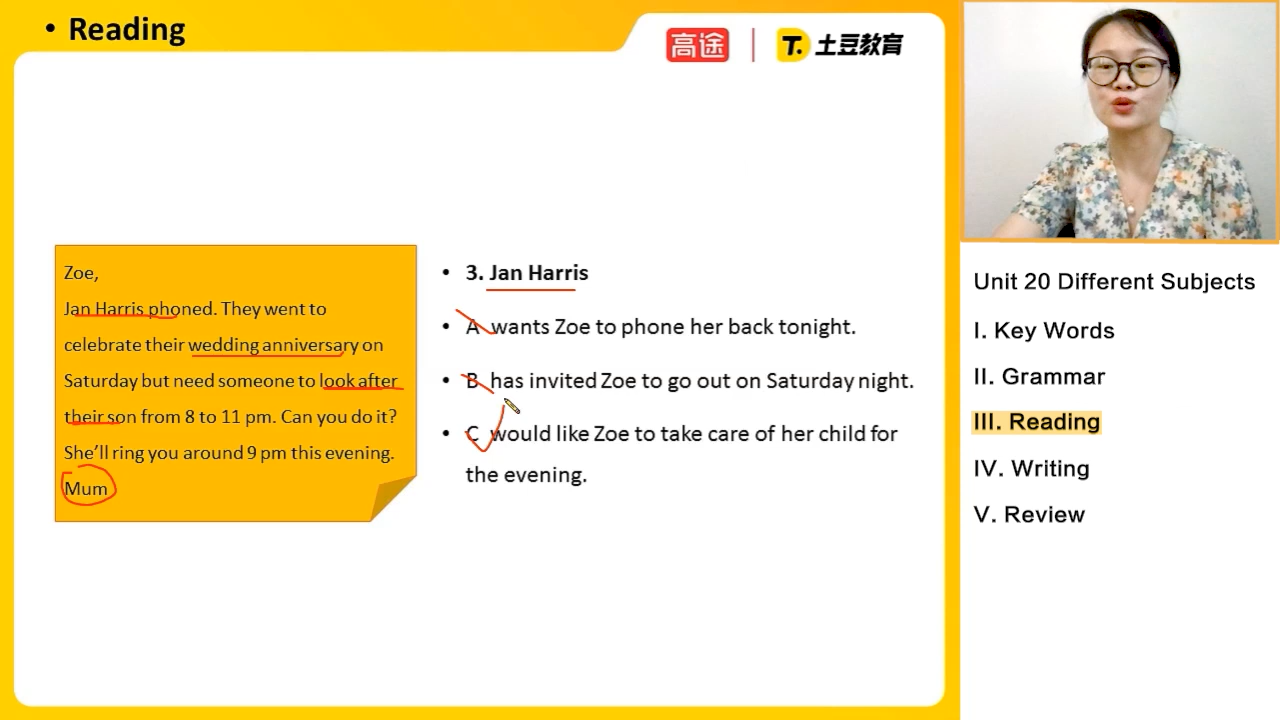 • Reading
高途
T.土豆教育
Zoe,
Jan Harris phoned. They went to
celebrate their wedding anniversary on
Saturday but need someone to look after
their son from 8 to 11 pm. Can you do it?
She’ll ring you around 9 pm this evening.
Mum
• 3. Jan Harris
• A wants Zoe to phone her back tonight.
• B has invited Zoe to go out on Saturday night.
• C would like Zoe to take care of her child for
the evening.
Unit 20 Different Subjects
I. Key Words
II. Grammar
III. Reading
IV. Writing
V. Review